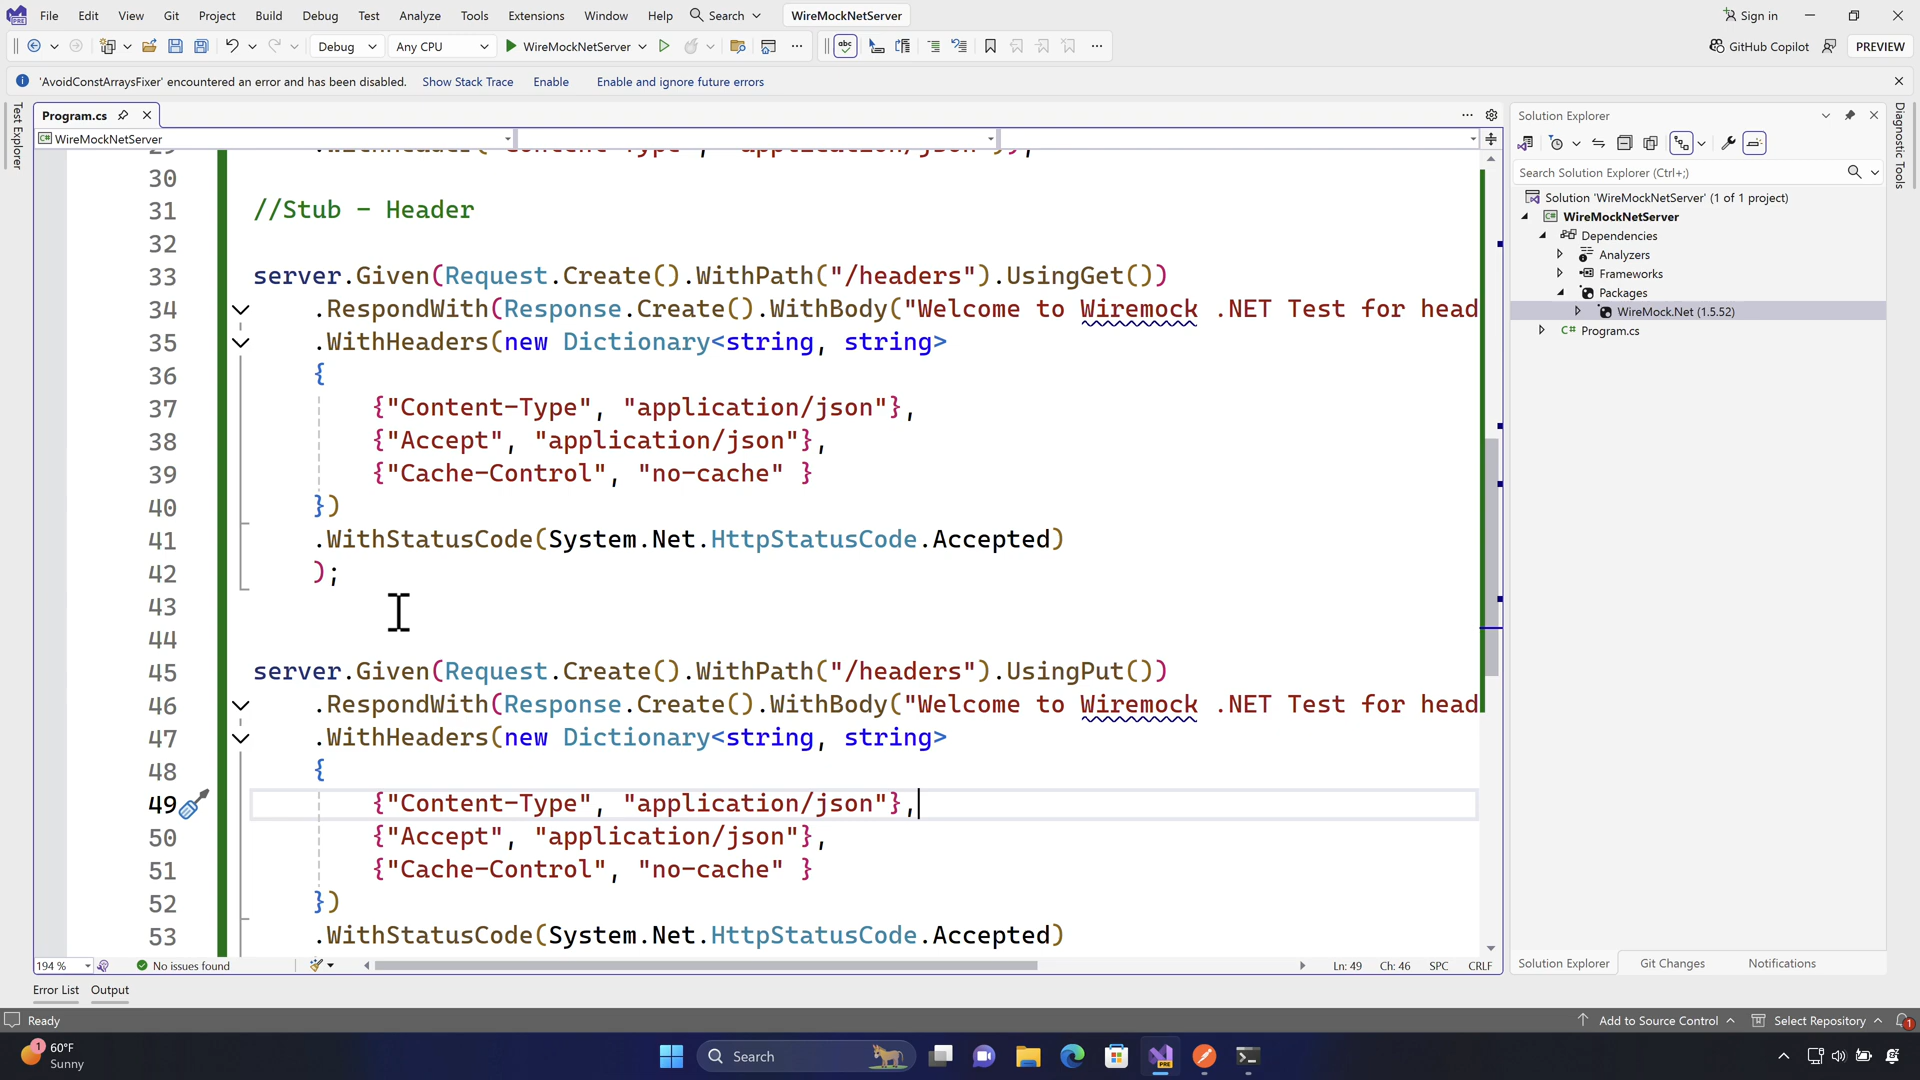 File Edit View Git Project Build Debug Test Analyze Tools Extensions Window Help Search WireMockNetServer Sign in
Debug Any CPU WireMockNetServer abc GitHub Copilot PREVIEW
'AvoidConstArraysFixer' encountered an error and has been disabled. Show Stack Trace Enable Enable and ignore future errors
Test Explorer
Program.cs
WireMockNetServer
30
31 //Stub - Header
32
33 server.Given(Request.Create().WithPath("/headers").UsingGet())
34 .RespondWith(Response.Create().WithBody("Welcome to Wiremock .NET Test for head
35 .WithHeaders(new Dictionary<string, string>
36 {
37 {"Content-Type", "application/json"},
38 {"Accept", "application/json"},
39 {"Cache-Control", "no-cache" }
40 })
41 .WithStatusCode(System.Net.HttpStatusCode.Accepted)
42 );
43
44
45 server.Given(Request.Create().WithPath("/headers").UsingPut())
46 .RespondWith(Response.Create().WithBody("Welcome to Wiremock .NET Test for head
47 .WithHeaders(new Dictionary<string, string>
48 {
49 {"Content-Type", "application/json"},
50 {"Accept", "application/json"},
51 {"Cache-Control", "no-cache" }
52 })
53 .WithStatusCode(System.Net.HttpStatusCode.Accepted)
194 % No issues found Ln: 49 Ch: 46 SPC CRLF
Solution Explorer
Search Solution Explorer (Ctrl+;)
Solution 'WireMockNetServer' (1 of 1 project)
WireMockNetServer
Dependencies
Analyzers
Frameworks
Packages
WireMock.Net (1.5.52)
C# Program.cs
Solution Explorer Git Changes Notifications
Diagnostic Tools
Error List Output
Ready Add to Source Control Select Repository 1
1 60°F
Sunny
Search
PRE